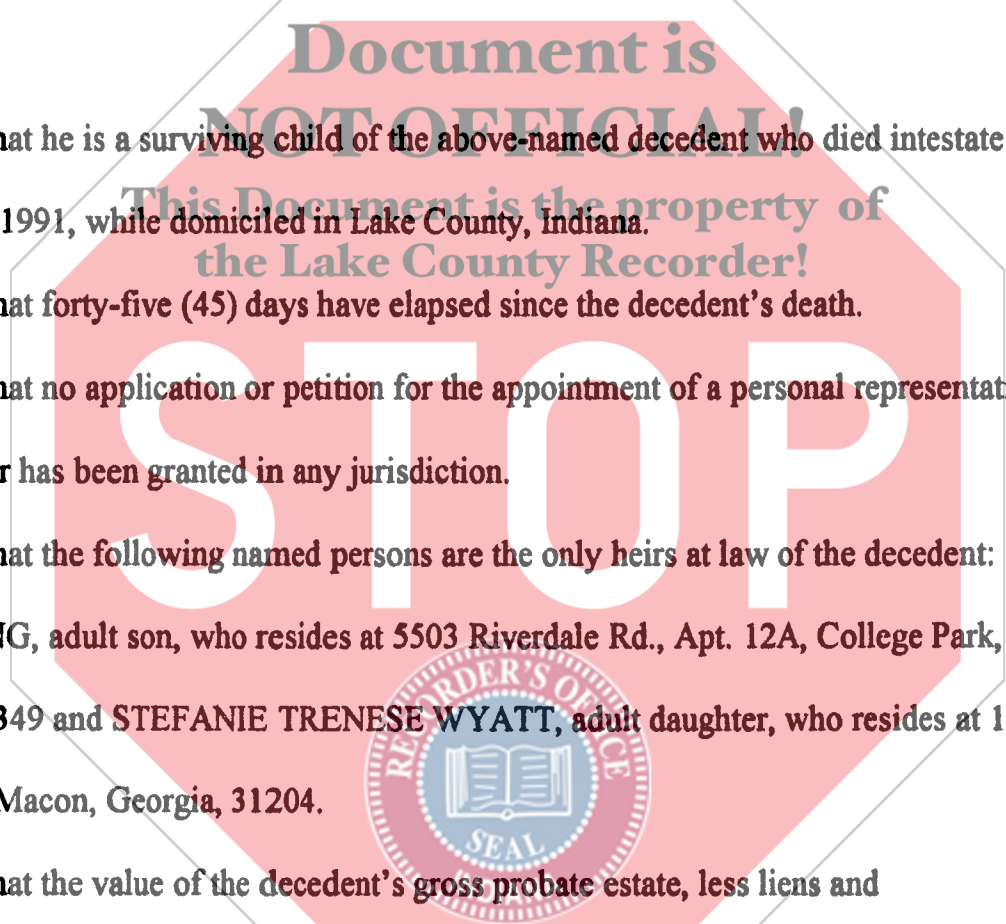 Document is
NOT OFFICIAL!
hat he is a surviving child of the above-named decedent who died intestate
This Document is the property of
1991, while domiciled in Lake County, Indiana.
the Lake County Recorder!
hat forty-five (45) days have elapsed since the decedent's death.
STOP
hat no application or petition for the appointment of a personal representat
r has been granted in any jurisdiction.
hat the following named persons are the only heirs at law of the decedent:
NG, adult son, who resides at 5503 Riverdale Rd., Apt. 12A, College Park,
349 and STEFANIE TRENESE WYATT, adult daughter, who resides at 1
RECORDER'S OFFICE
Macon, Georgia, 31204.
SEAL
hat the value of the decedent's gross probate estate, less liens and